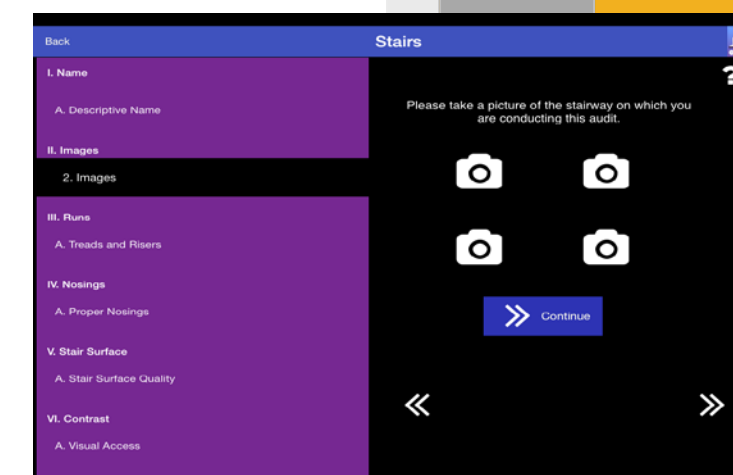 Back
Stairs
I. Name
A. Descriptive Name
II. Images
2. Images
III. Runs
A. Treads and Risers
IV. Nosings
A. Proper Nosings
V. Stair Surface
A. Stair Surface Quality
VI. Contrast
A. Visual Access
?
Please take a picture of the stairway on which you
are conducting this audit.
Continue